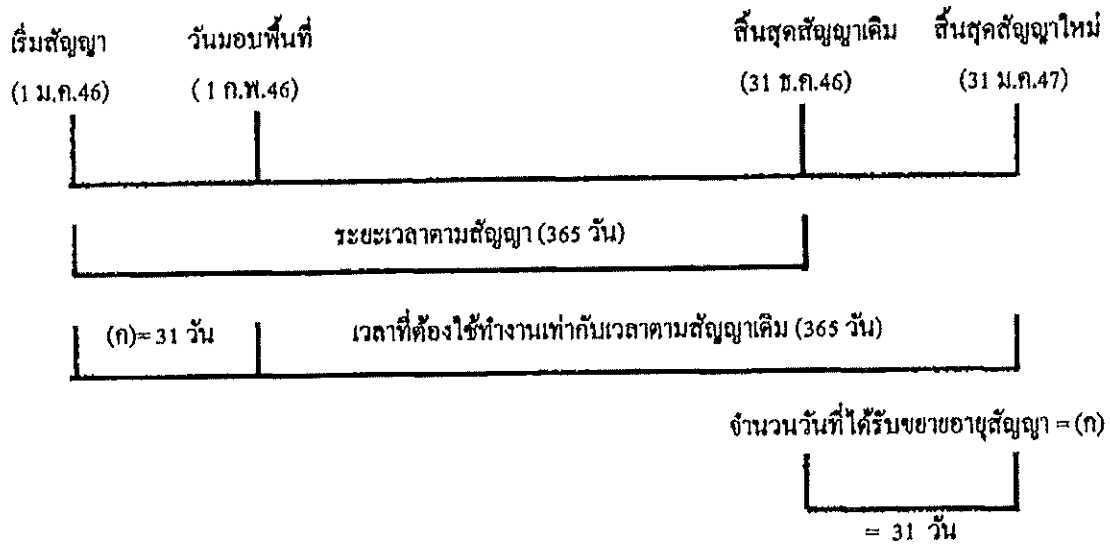 เริ่มสัญญา วันมอบพื้นที่ สิ้นสุดสัญญาเดิม สิ้นสุดสัญญาใหม่
(1 ม.ค.46) (1 ก.พ.46) (31 ธ.ค.46) (31 ม.ค.47)
ระยะเวลาตามสัญญา (365 วัน)
(ก)= 31 วัน เวลาที่ต้องใช้ทำงานเท่ากับเวลาตามสัญญาเดิม (365 วัน)
จำนวนวันที่ได้รับขยายอายุสัญญา = (ก)
= 31 วัน